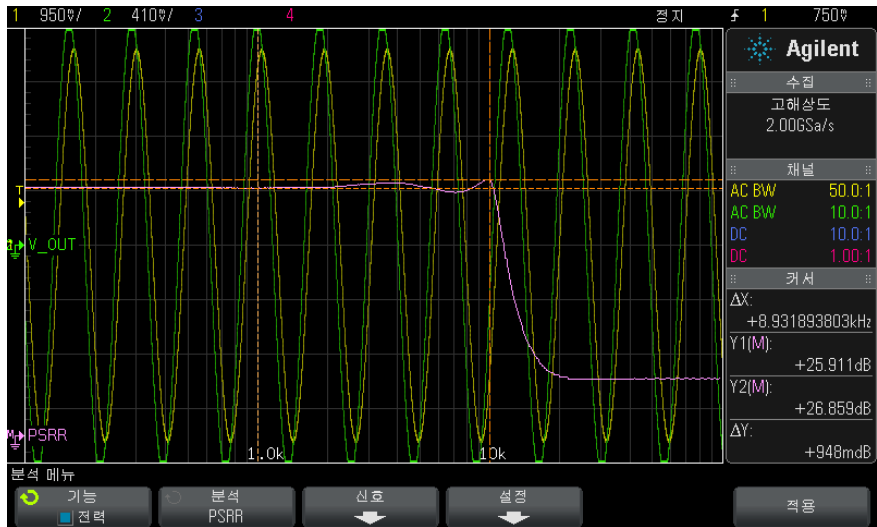 1 950㎷/ 2 410㎷/ 3 4 정지 1 750㎷
Agilent
수집
고해상도
2.00GSa/s
채널
AC BW 50.0:1
AC BW 10.0:1
DC 10.0:1
DC 1.00:1
커서
ΔX:
+8.931893803kHz
Y1(M):
+25.911dB
Y2(M):
+26.859dB
ΔY:
+948mdB
T
V_OUT
M PSRR
1.0k 10k
분석 메뉴
기능
전력
분석
PSRR
신호
설정
적용